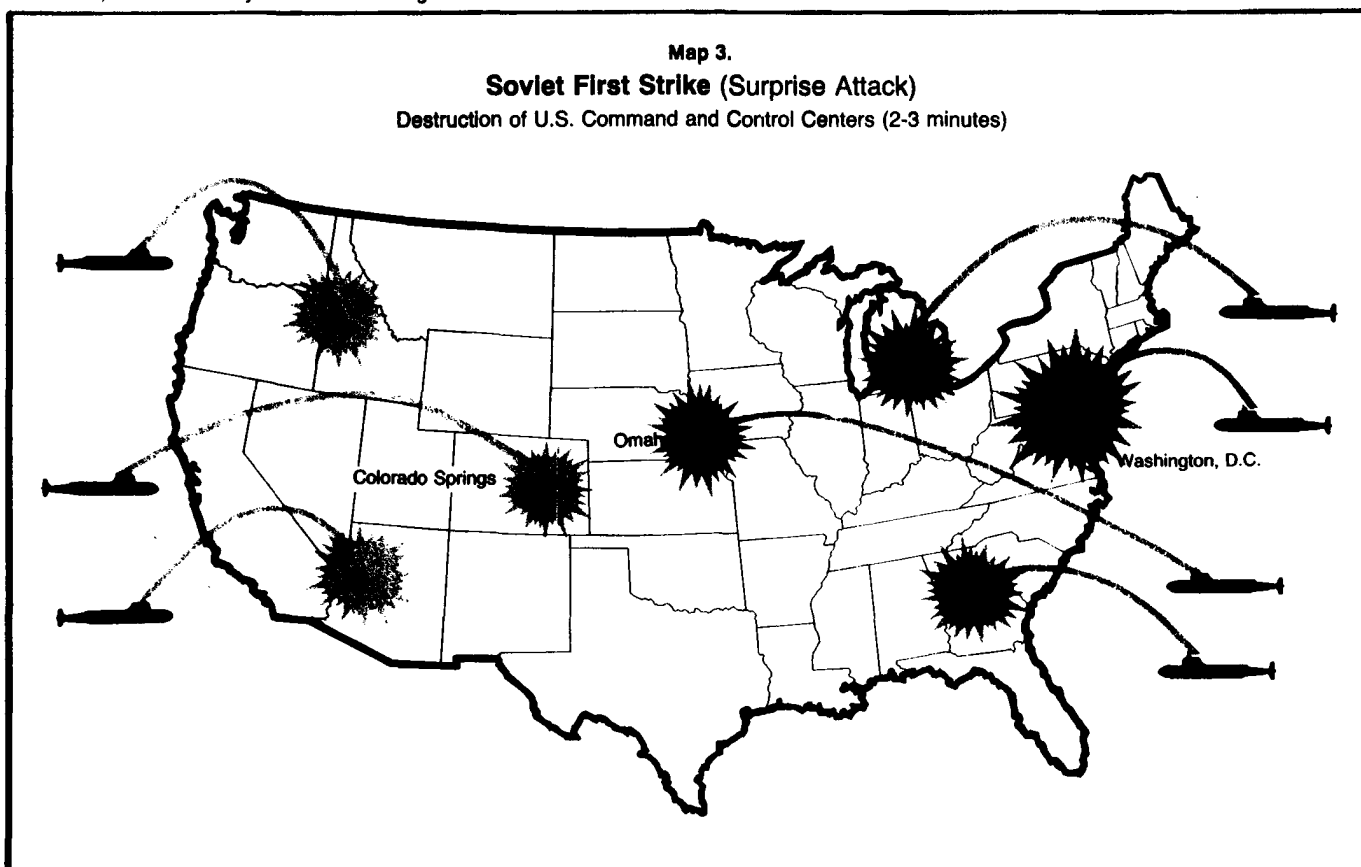 Map 3.
Soviet First Strike (Surprise Attack)
Destruction of U.S. Command and Control Centers (2-3 minutes)
Omah
Colorado Springs
Washington, D.C.